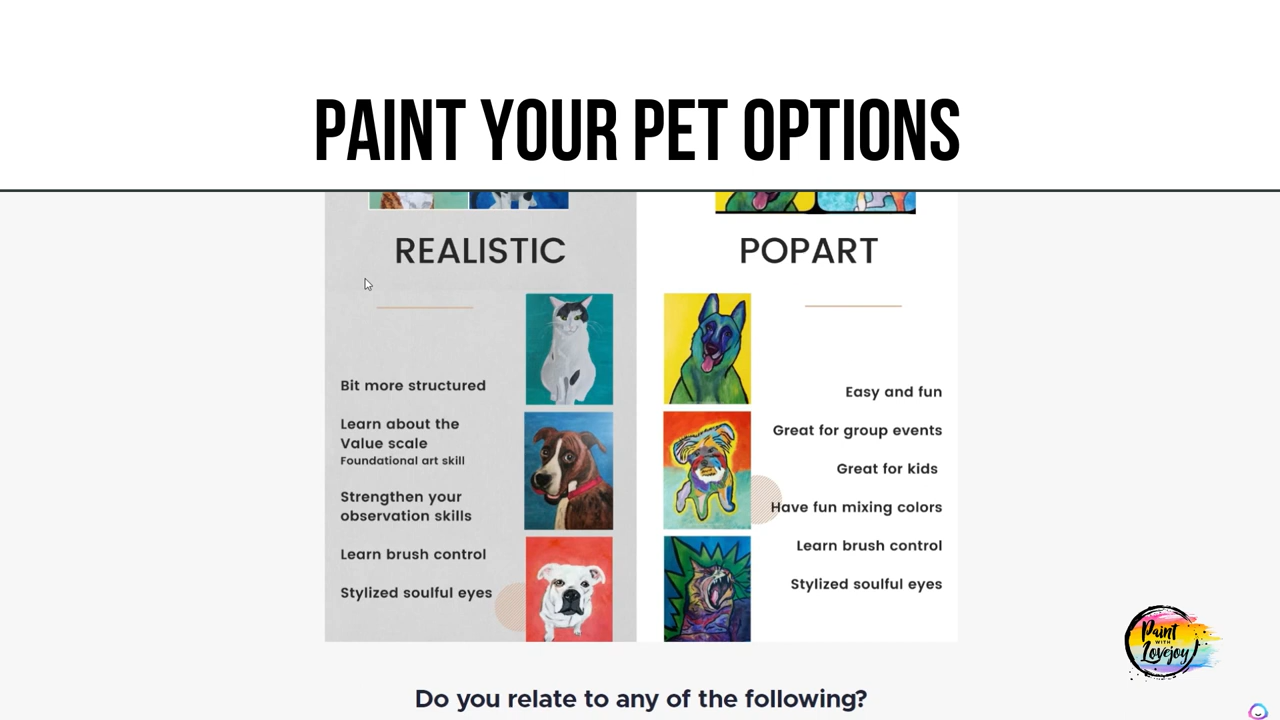 PAINT YOUR PET OPTIONS
REALISTIC
Bit more structured
Learn about the
Value scale
Foundational art skill
Strengthen your
observation skills
Learn brush control
Stylized soulful eyes
POPART
Easy and fun
Great for group events
Great for kids
Have fun mixing colors
Learn brush control
Stylized soulful eyes
Do you relate to any of the following?
Paint
WITH
Lovejoy